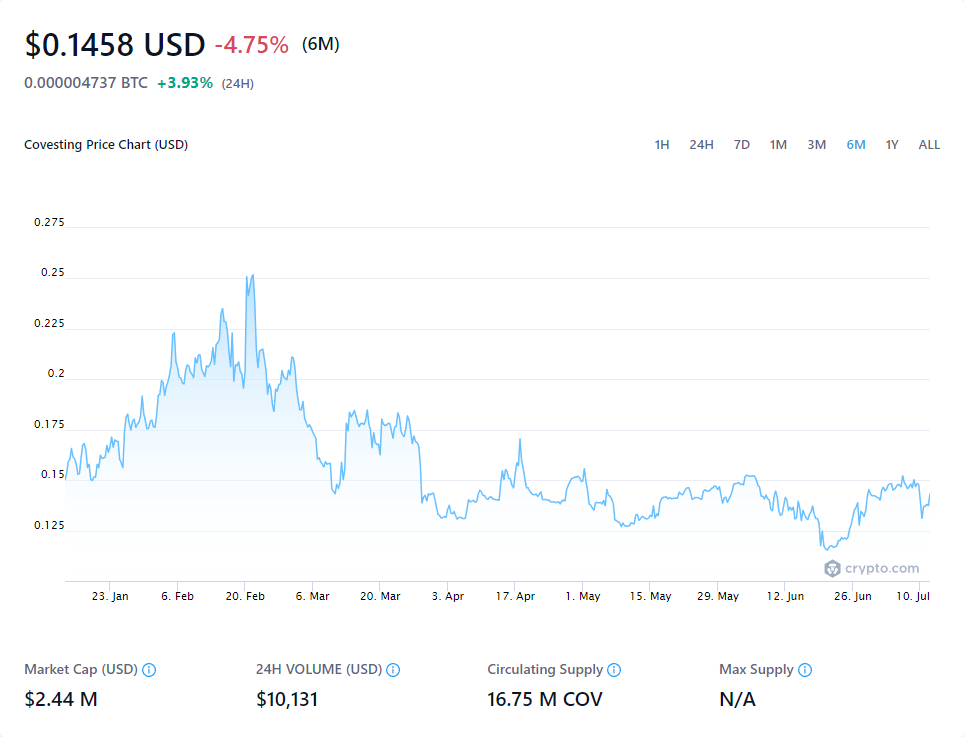 $0.1458 USD -4.75% (6M)
0.000004737 BTC +3.93% (24H)
Covesting Price Chart (USD)
1H 24H 7D 1M 3M 6M 1Y ALL
0.275
0.25
0.225
0.2
0.175
0.15
0.125
crypto.com
23. Jan 6. Feb 20. Feb 6. Mar 20. Mar 3. Apr 17. Apr 1. May 15. May 29. May 12. Jun 26. Jun 10. Jul
Market Cap (USD) 24H VOLUME (USD) Circulating Supply Max Supply
$2.44 M $10,131 16.75 M COV N/A